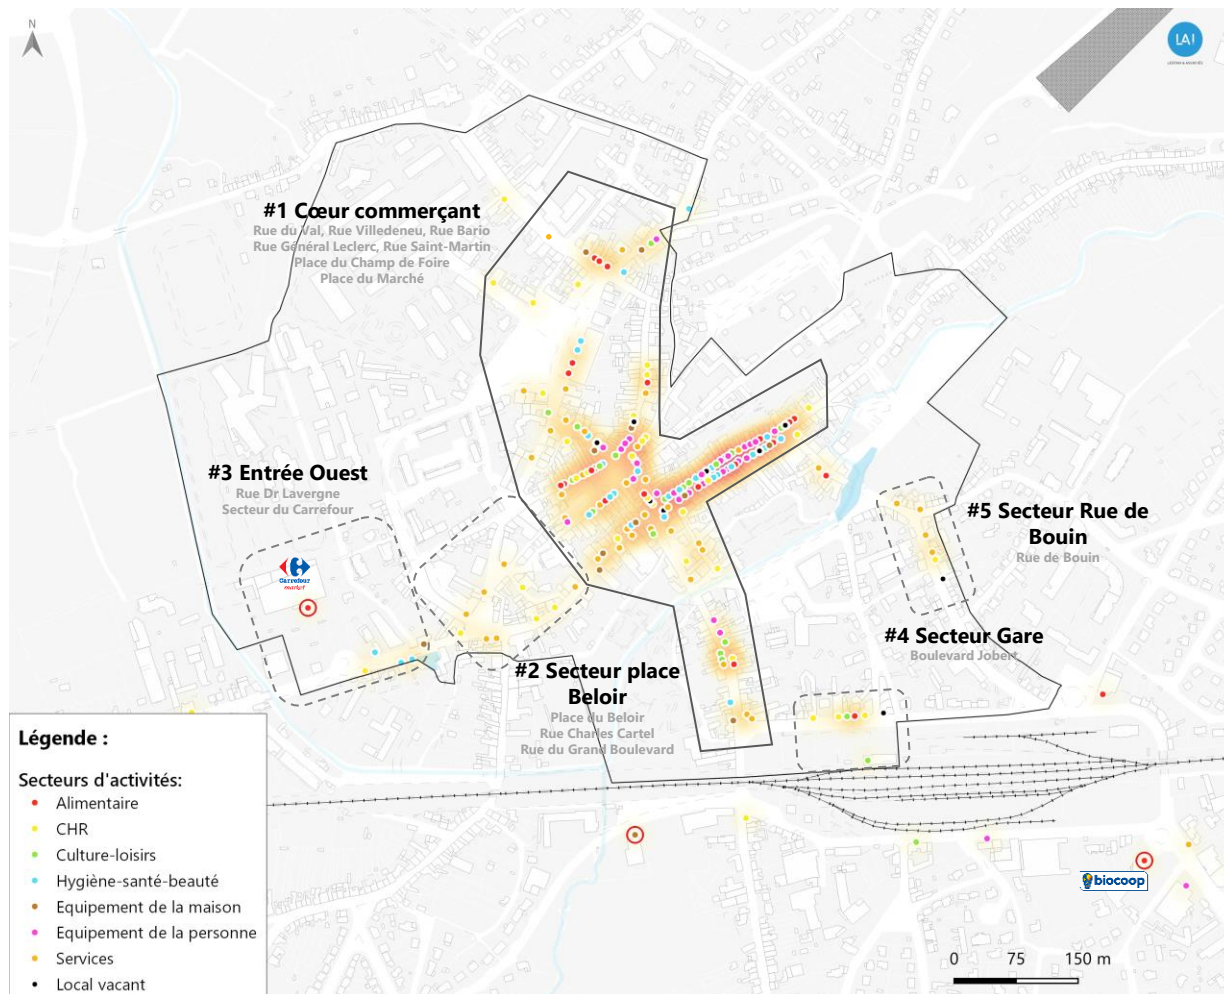 N
LAI
#1 Cœur commerçant
Rue du Val, Rue Villedeneu, Rue Bario
Rue Général Leclerc, Rue Saint-Martin
Place du Champ de Foire
Place du Marché
#3 Entrée Ouest
Rue Dr Lavergne
Secteur du Carrefour
Carrefour
market
#5 Secteur Rue de
Bouin
Rue de Bouin
#4 Secteur Gare
Boulevard Jobert
#2 Secteur place
Beloir
Place du Beloir
Rue Charles Cartel
Rue du Grand Boulevard
Légende :
Secteurs d'activités:
Alimentaire
CHR
Culture-loisirs
Hygiène-santé-beauté
Equipement de la maison
Equipement de la personne
Services
Local vacant
biocoop
0 75 150 m